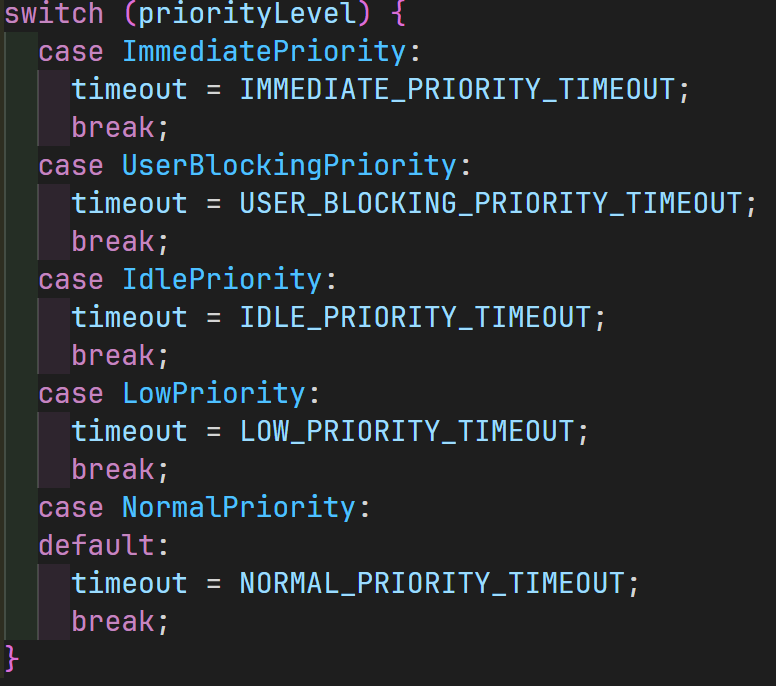 switch (priorityLevel) {
  case ImmediatePriority:
    timeout = IMMEDIATE_PRIORITY_TIMEOUT;
    break;
  case UserBlockingPriority:
    timeout = USER_BLOCKING_PRIORITY_TIMEOUT;
    break;
  case IdlePriority:
    timeout = IDLE_PRIORITY_TIMEOUT;
    break;
  case LowPriority:
    timeout = LOW_PRIORITY_TIMEOUT;
    break;
  case NormalPriority:
  default:
    timeout = NORMAL_PRIORITY_TIMEOUT;
    break;
}